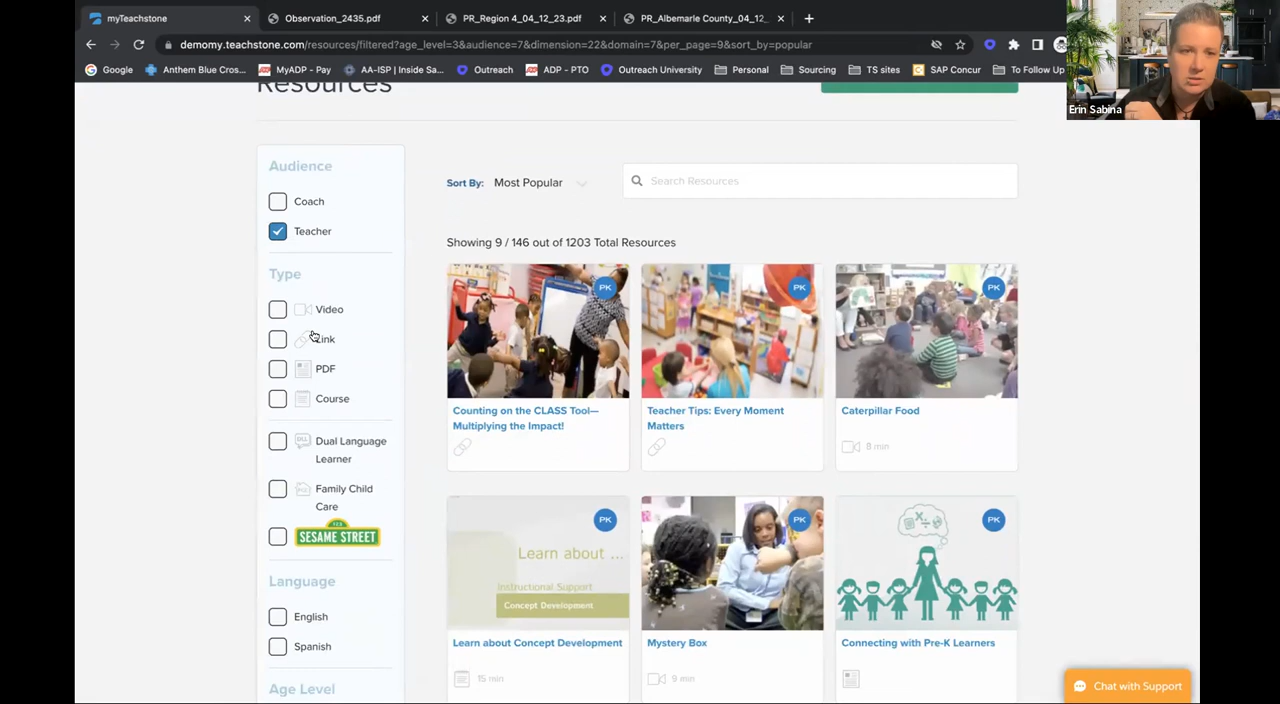 myTeachstone
Observation_2435.pdf
PR_Region 4_04_12_23.pdf
PR_Albemarle County_04_12_
demomy.teachstone.com/resources/filtered?age_level=3&audience=7&dimension=22&domain=7&per_page=9&sort_by=popular
Google
Anthem Blue Cros...
MyADP - Pay
AA-ISP | Inside Sa...
Outreach
ADP - PTO
Outreach University
Personal
Sourcing
TS sites
SAP Concur
To Follow Up
Erin Sabina
Resources
Audience
Coach
Teacher
Type
Video
Link
PDF
Course
Dual Language
Learner
Family Child
Care
123
SESAME STREET
Language
English
Spanish
Age Level
Sort By: Most Popular
Search Resources
Showing 9 / 146 out of 1203 Total Resources
PK
Counting on the CLASS Tool—
Multiplying the Impact!
PK
Teacher Tips: Every Moment
Matters
PK
Caterpillar Food
8 min
PK
Learn about ...
Instructional Support
Concept Development
Learn about Concept Development
15 min
PK
Mystery Box
9 min
PK
Connecting with Pre-K Learners
Chat with Support